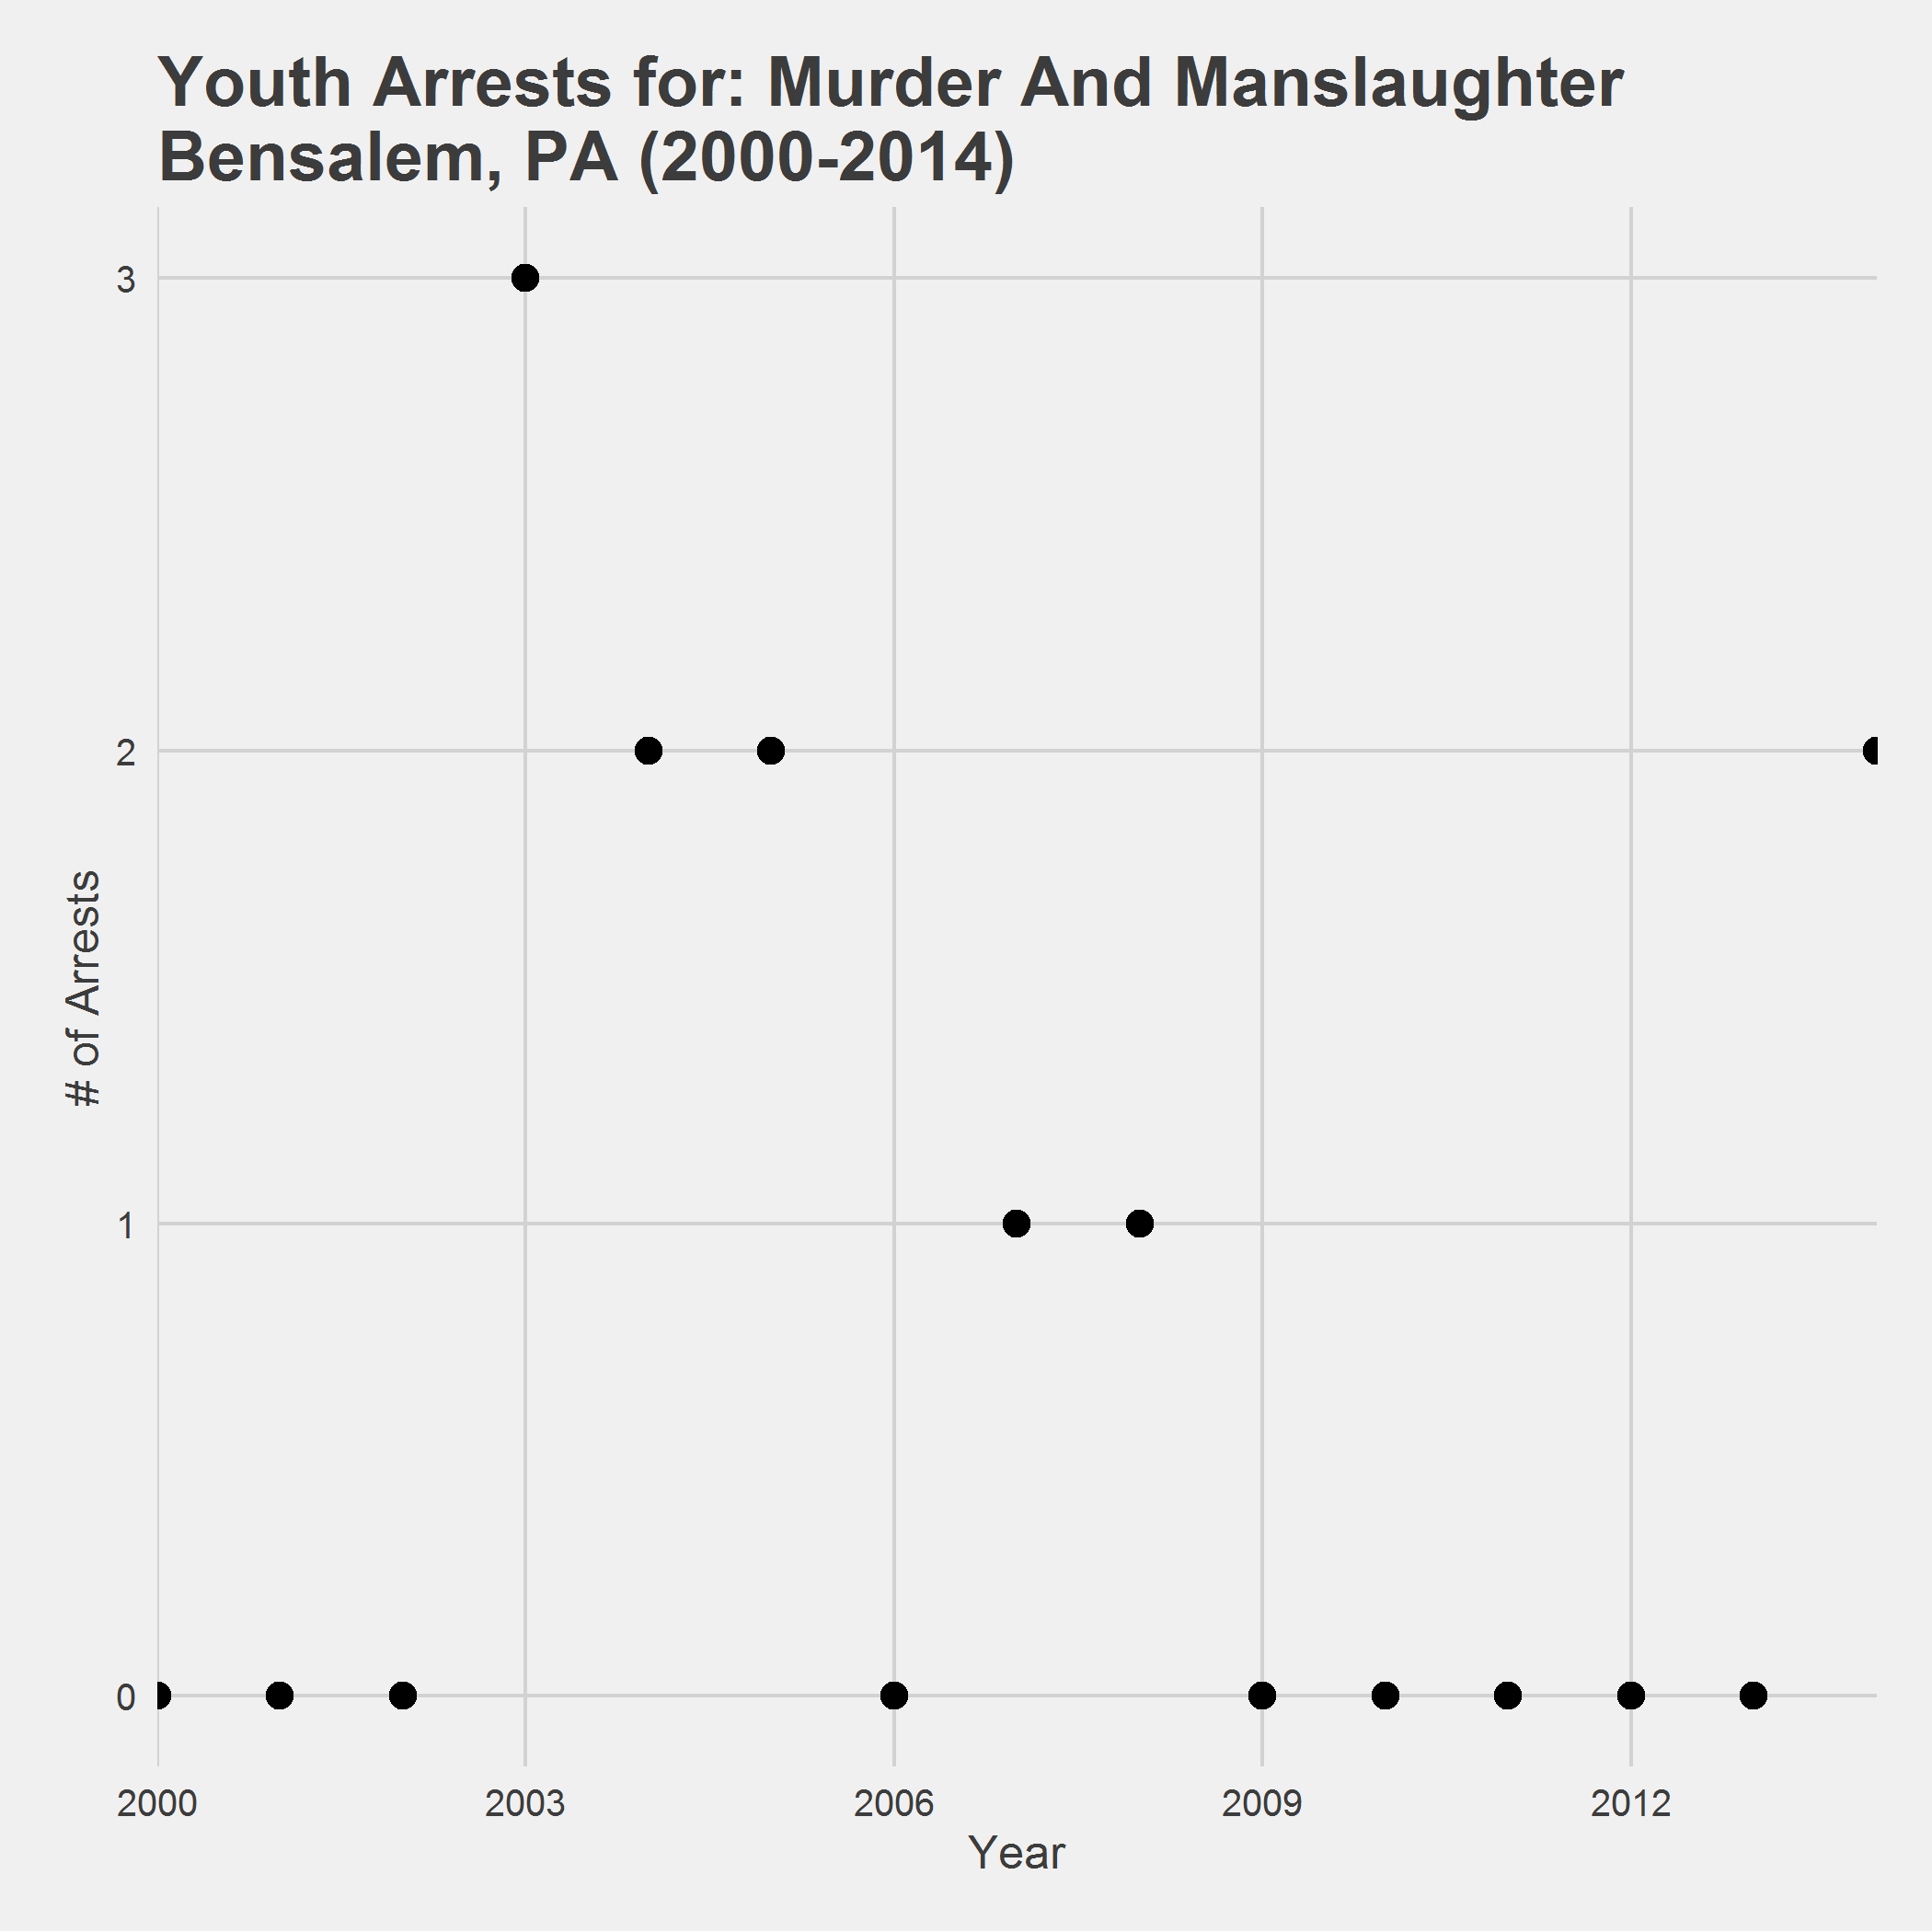 Youth Arrests for: Murder And Manslaughter
Bensalem, PA (2000-2014)
3
2
1
0
# of Arrests
2000 2003 2006 2009 2012
Year